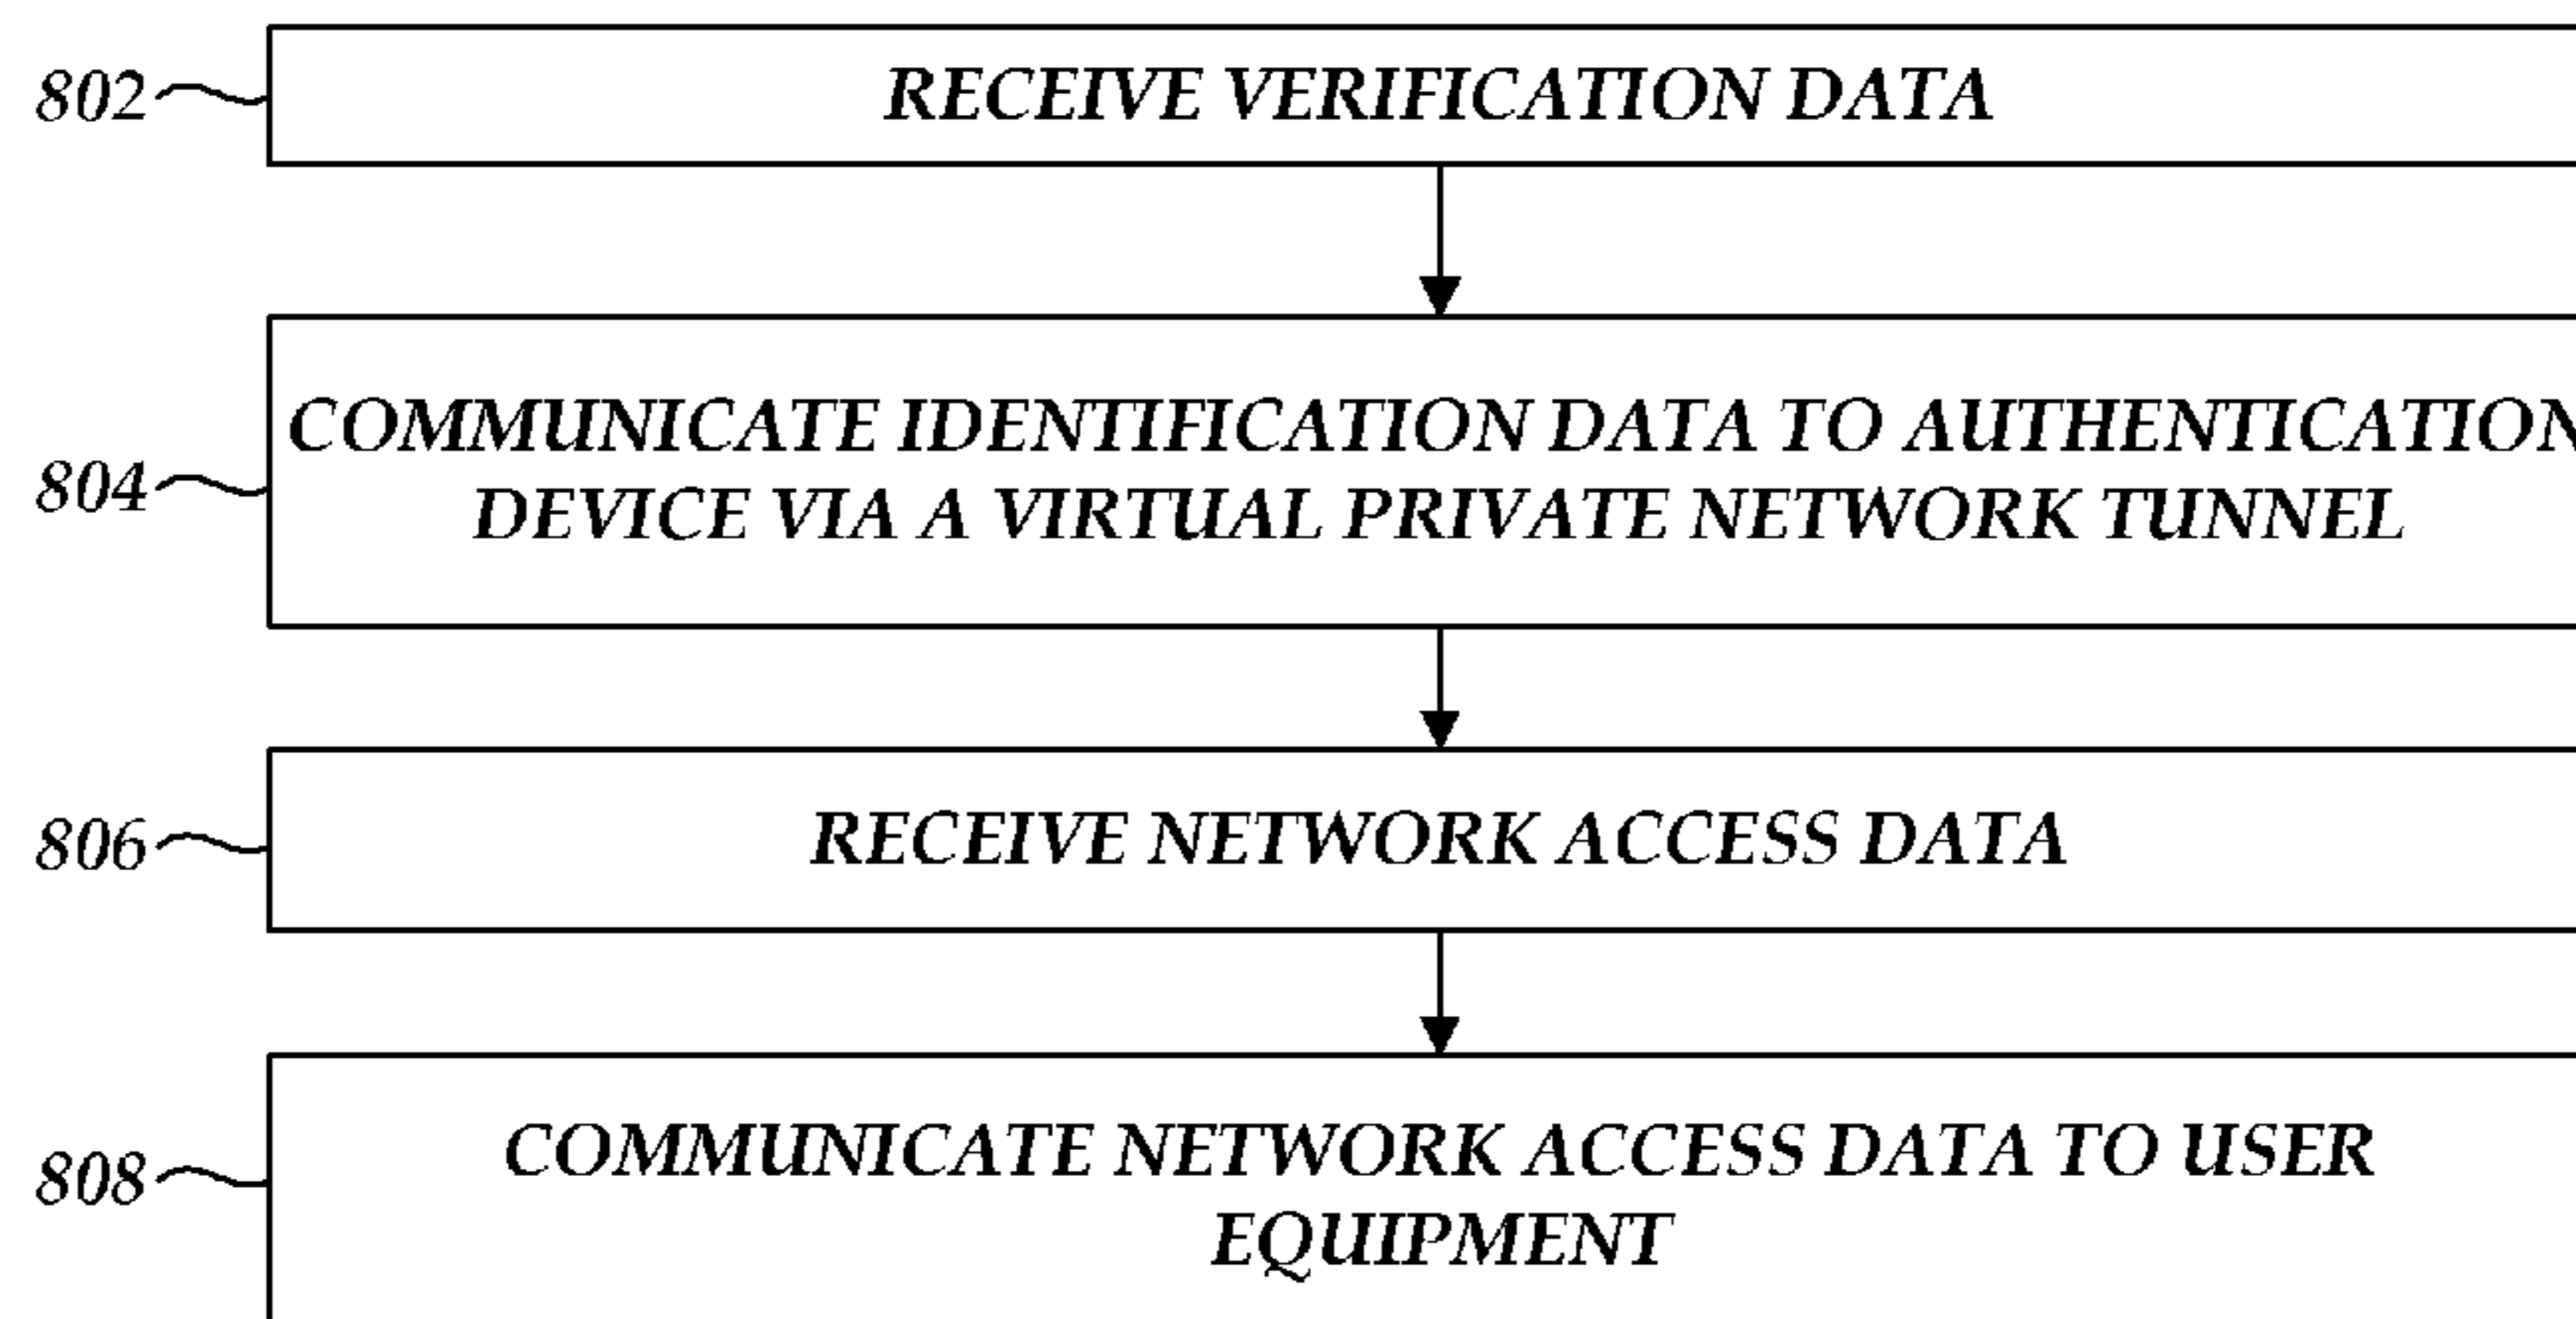 802
RECEIVE VERIFICATION DATA
804
COMMUNICATE IDENTIFICATION DATA TO AUTHENTICATION
DEVICE VIA A VIRTUAL PRIVATE NETWORK TUNNEL
806
RECEIVE NETWORK ACCESS DATA
808
COMMUNICATE NETWORK ACCESS DATA TO USER
EQUIPMENT